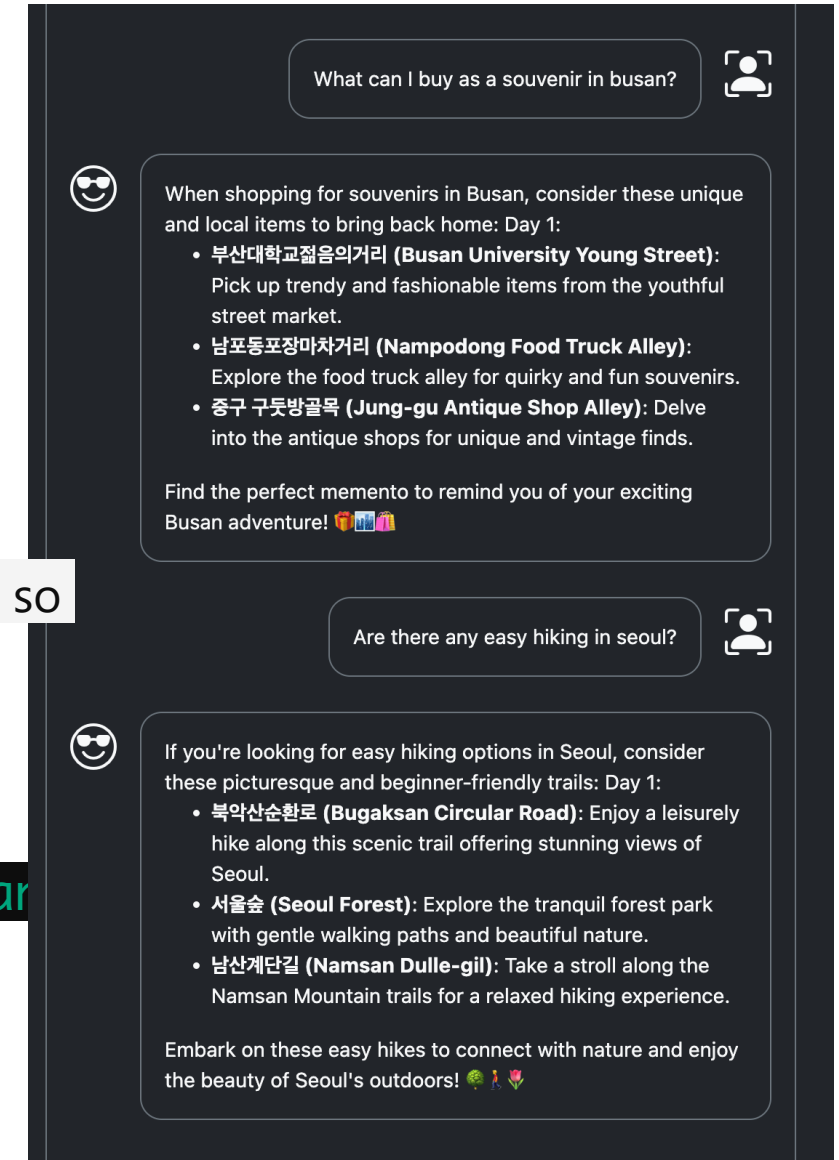 What can I buy as a souvenir in busan?
When shopping for souvenirs in Busan, consider these unique
and local items to bring back home: Day 1:
• 부산대학교젊음의거리 (Busan University Young Street):
Pick up trendy and fashionable items from the youthful
street market.
• 남포동포장마차거리 (Nampodong Food Truck Alley):
Explore the food truck alley for quirky and fun souvenirs.
• 중구 구둣방골목 (Jung-gu Antique Shop Alley): Delve
into the antique shops for unique and vintage finds.
Find the perfect memento to remind you of your exciting
Busan adventure! 🎁🏙️🛍️
so
Are there any easy hiking in seoul?
If you're looking for easy hiking options in Seoul, consider
these picturesque and beginner-friendly trails: Day 1:
• 북악산순환로 (Bugaksan Circular Road): Enjoy a leisurely
hike along this scenic trail offering stunning views of
Seoul.
• 서울숲 (Seoul Forest): Explore the tranquil forest park
with gentle walking paths and beautiful nature.
• 남산계단길 (Namsan Dulle-gil): Take a stroll along the
Namsan Mountain trails for a relaxed hiking experience.
Embark on these easy hikes to connect with nature and enjoy
the beauty of Seoul's outdoors! 🌳🚶🌷